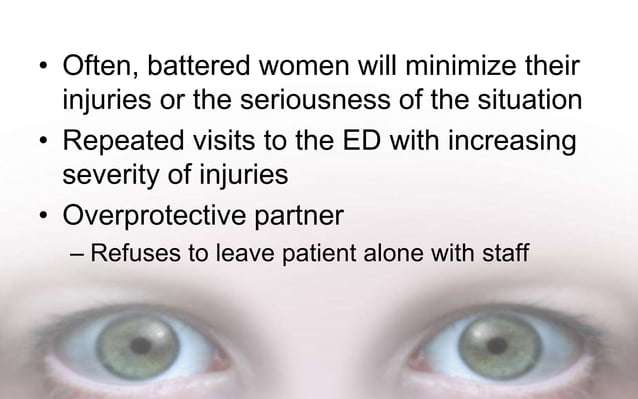 • Often, battered women will minimize their
injuries or the seriousness of the situation
• Repeated visits to the ED with increasing
severity of injuries
• Overprotective partner
– Refuses to leave patient alone with staff